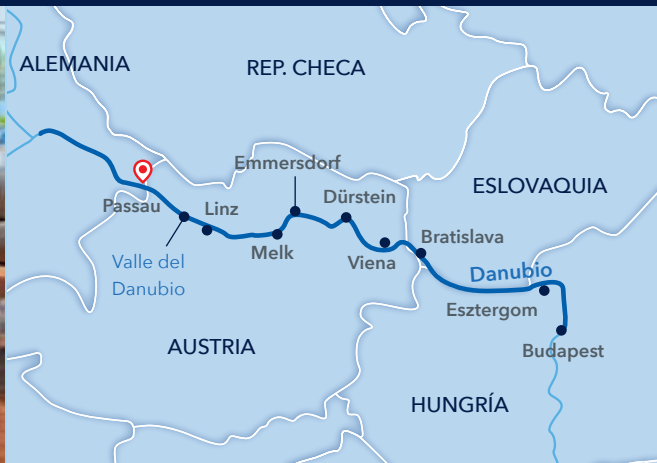 ALEMANIA
REP. CHECA
Emmersdorf
ESLOVAQUIA
Dürstein
Passau
Linz
Bratislava
Melk
Viena
Valle del
Danubio
Danubio
Esztergom
AUSTRIA
Budapest
HUNGRÍA